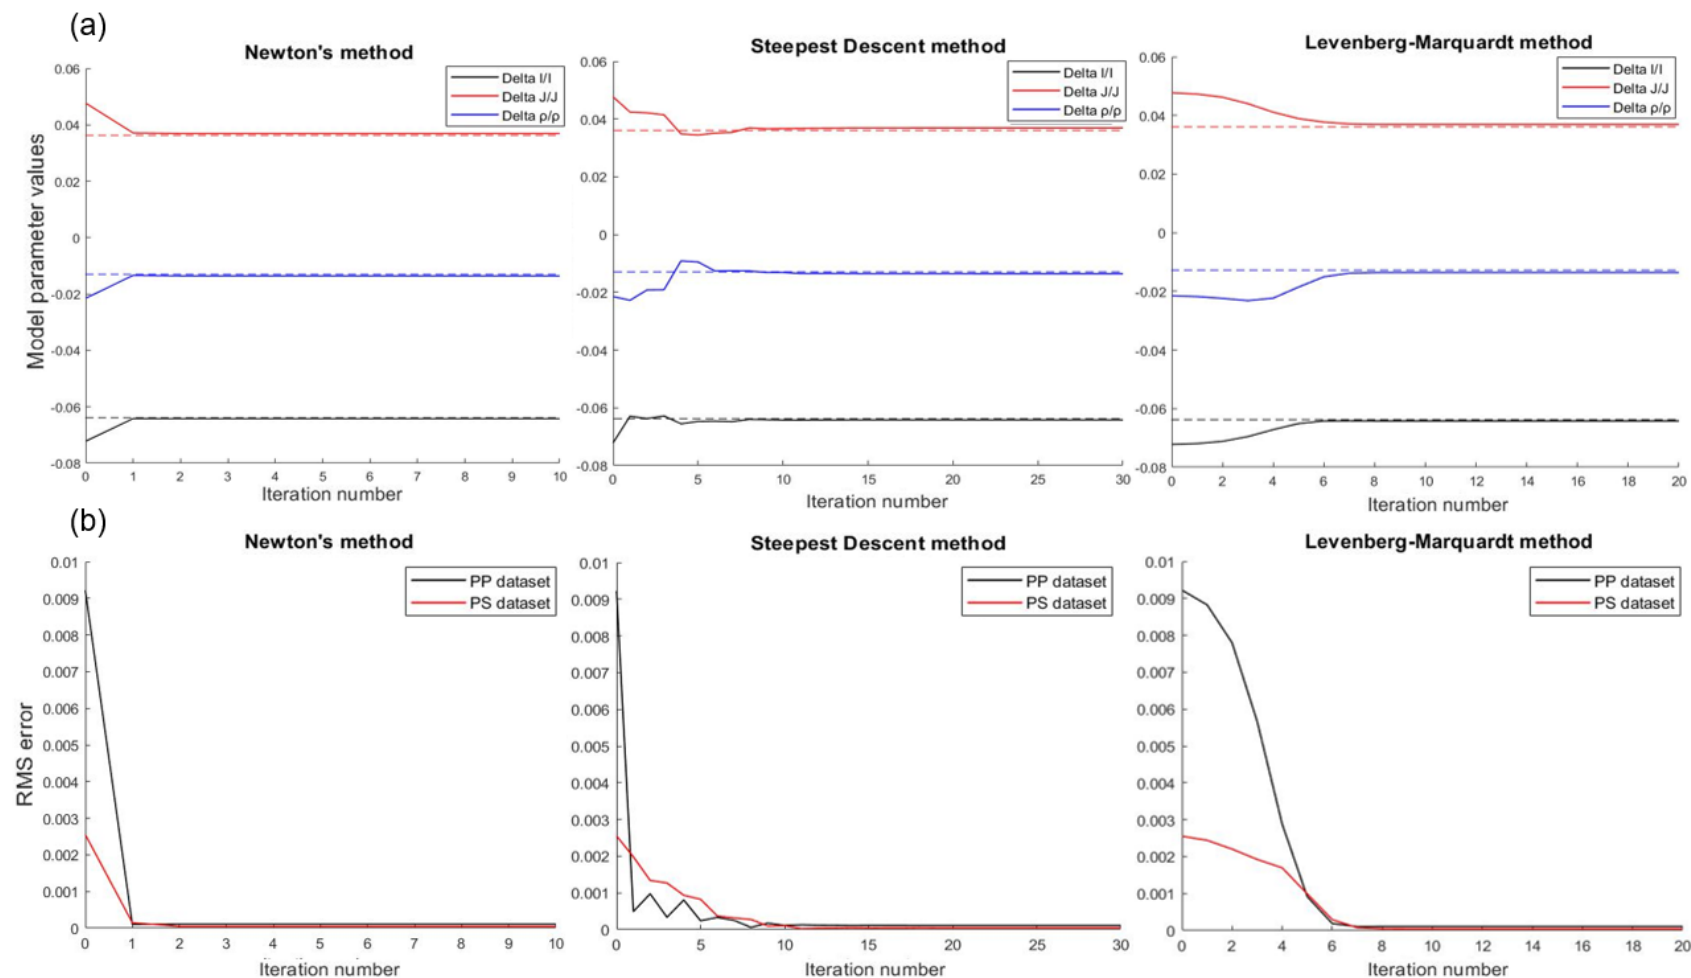 (a)
Newton's method
Steepest Descent method
Levenberg-Marquardt method
Delta I/I
Delta J/J
Delta ρ/ρ
Delta I/I
Delta J/J
Delta ρ/ρ
Delta I/I
Delta J/J
Delta ρ/ρ
Model parameter values
0.06
0.04
0.02
0
-0.02
-0.04
-0.06
-0.08
0 1 2 3 4 5 6 7 8 9 10
Iteration number
0.06
0.04
0.02
0
-0.02
-0.04
-0.06
-0.08
0 5 10 15 20 25 30
Iteration number
0.06
0.04
0.02
0
-0.02
-0.04
-0.06
-0.08
0 2 4 6 8 10 12 14 16 18 20
Iteration number
(b)
Newton's method
Steepest Descent method
Levenberg-Marquardt method
PP dataset
PS dataset
PP dataset
PS dataset
PP dataset
PS dataset
RMS error
0.01
0.009
0.008
0.007
0.006
0.005
0.004
0.003
0.002
0.001
0
0 1 2 3 4 5 6 7 8 9 10
Iteration number
0.01
0.009
0.008
0.007
0.006
0.005
0.004
0.003
0.002
0.001
0
0 5 10 15 20 25 30
Iteration number
0.01
0.009
0.008
0.007
0.006
0.005
0.004
0.003
0.002
0.001
0
0 2 4 6 8 10 12 14 16 18 20
Iteration number